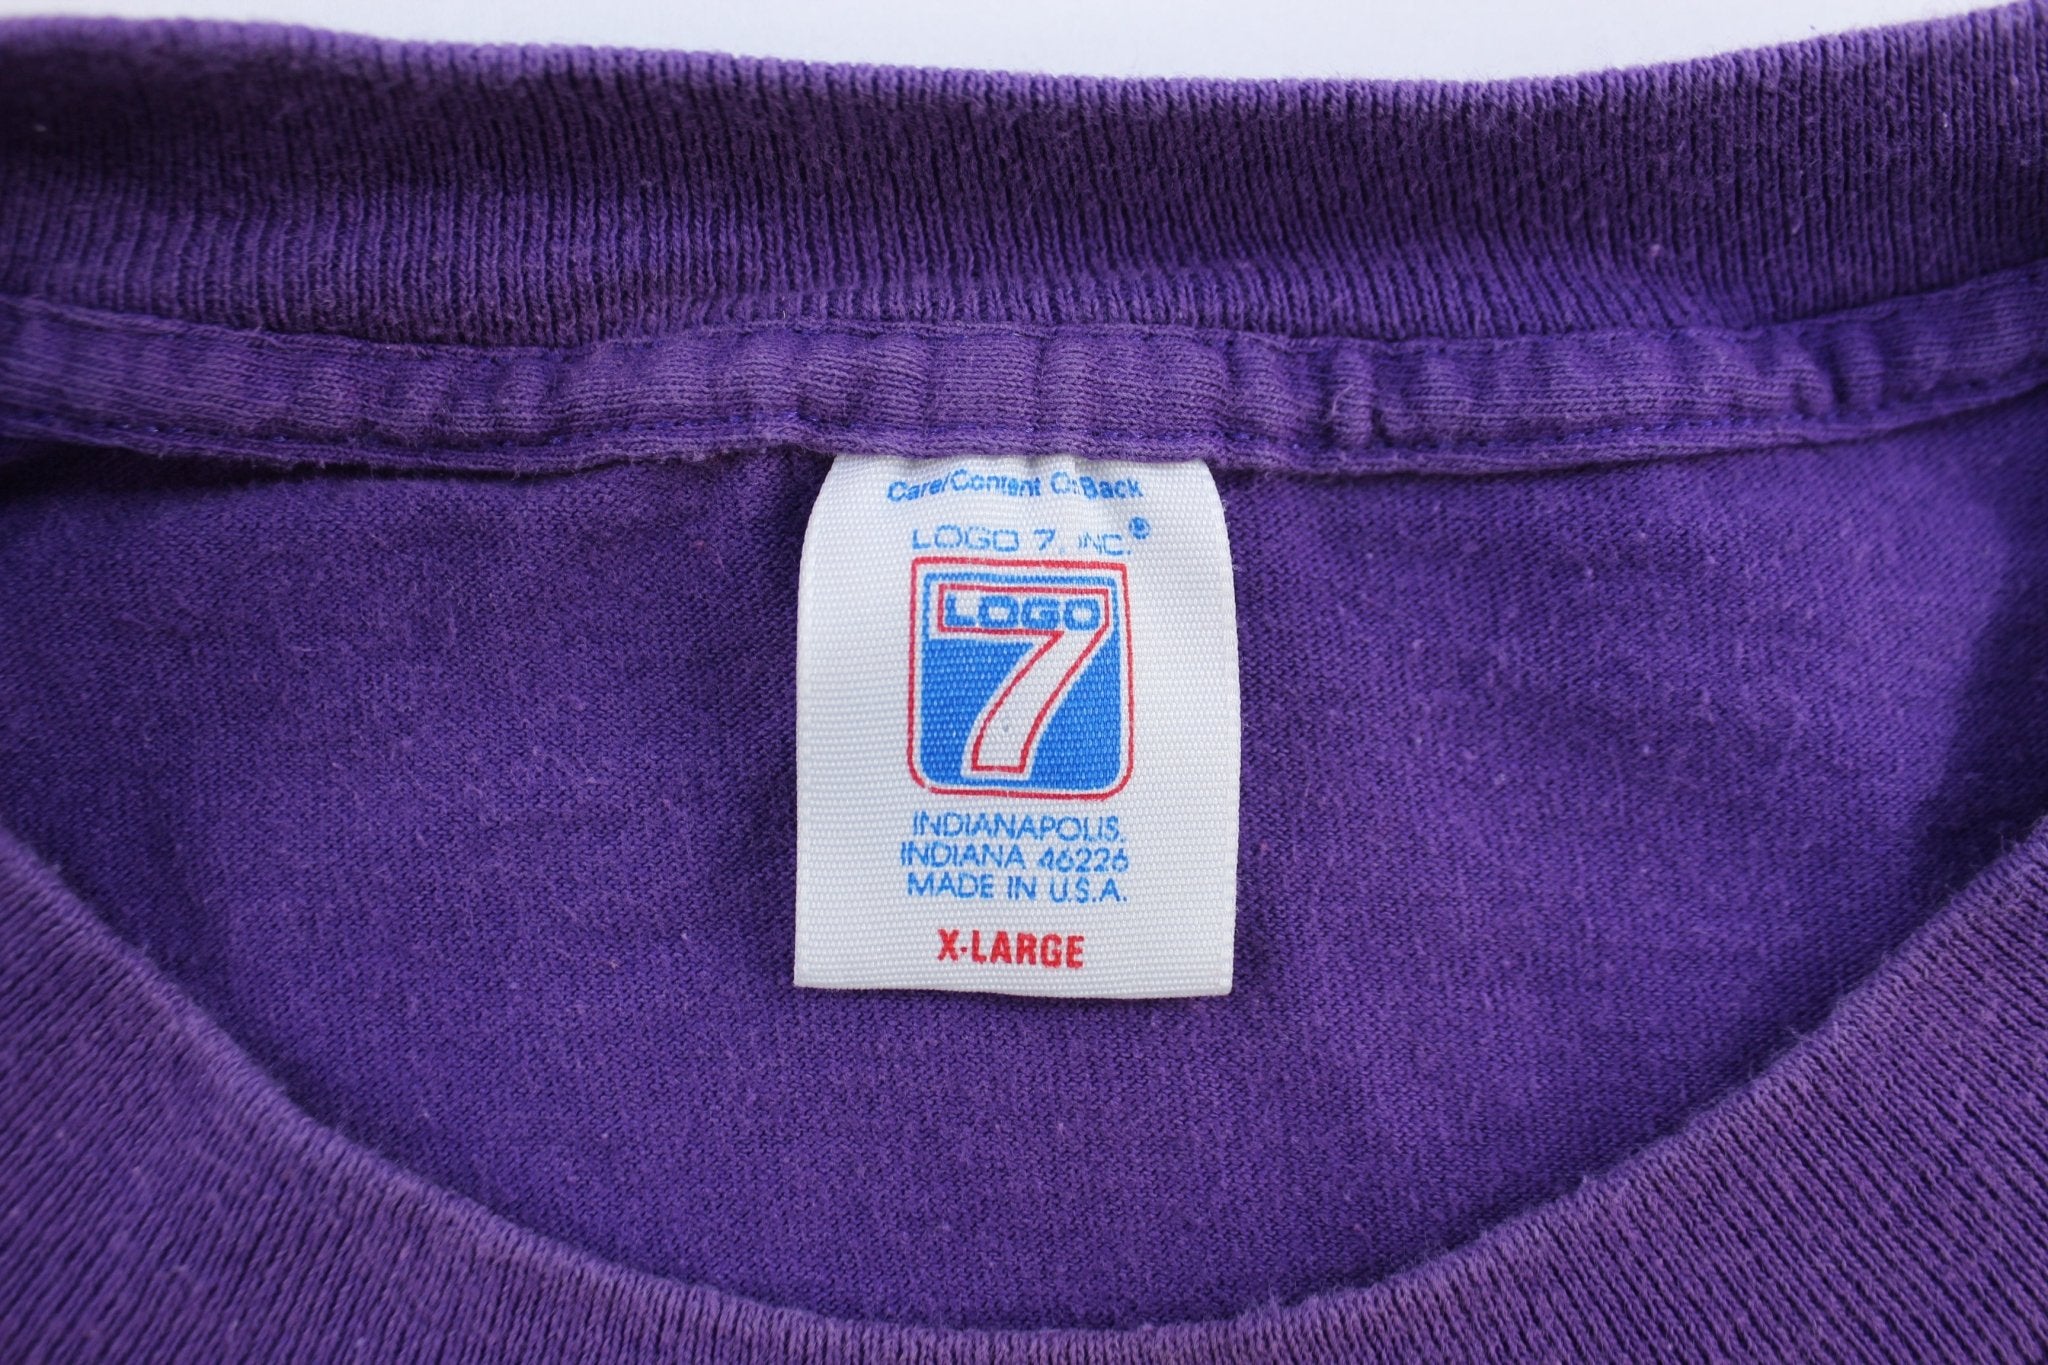 Care/Content On Back
LOGO 7, INC.®
LOGO
7
INDIANAPOLIS,
INDIANA 46226
MADE IN U.S.A.
X-LARGE